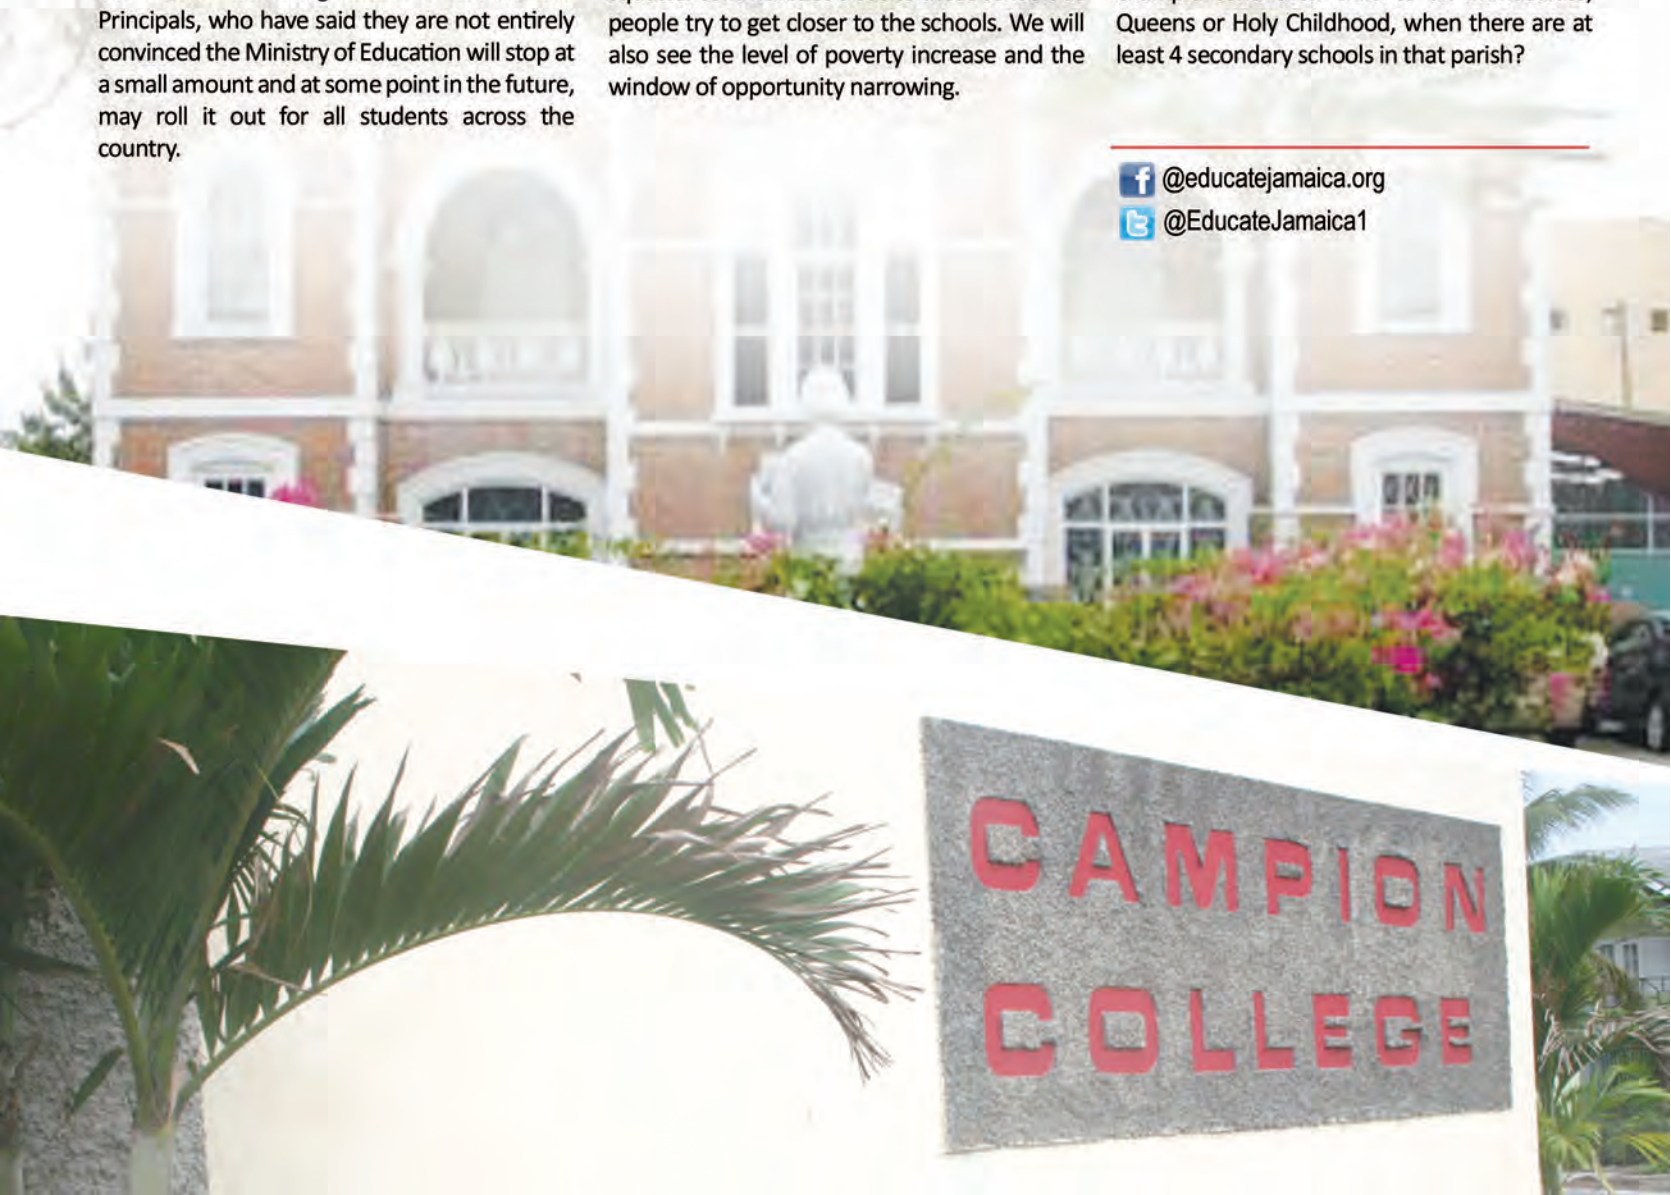 Principals, who have said they are not entirely
convinced the Ministry of Education will stop at
a small amount and at some point in the future,
may roll it out for all students across the
country.
people try to get closer to the schools. We will
also see the level of poverty increase and the
window of opportunity narrowing.
Queens or Holy Childhood, when there are at
least 4 secondary schools in that parish?
@educatejamaica.org
@EducateJamaica1
CAMPION
COLLEGE